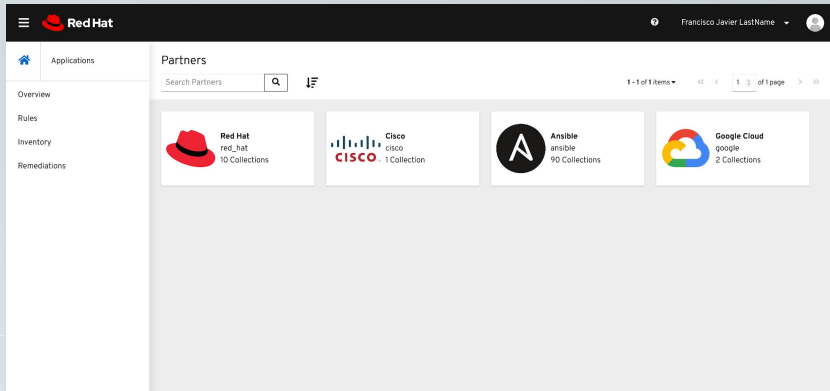 Red Hat
Francisco Javier LastName
Applications
Overview
Rules
Inventory
Remediations
Partners
Search Partners
1 - 1 of 1 items
1 of 1 page
Red Hat
red_hat
10 Collections
CISCO
Cisco
cisco
1 Collection
A
Ansible
ansible
90 Collections
Google Cloud
google
2 Collections